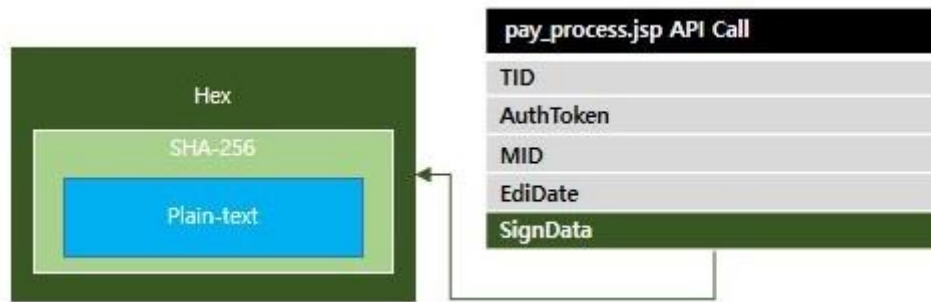 Hex
SHA-256
Plain-text
pay_process.jsp API Call
TID
AuthToken
MID
EdiDate
SignData